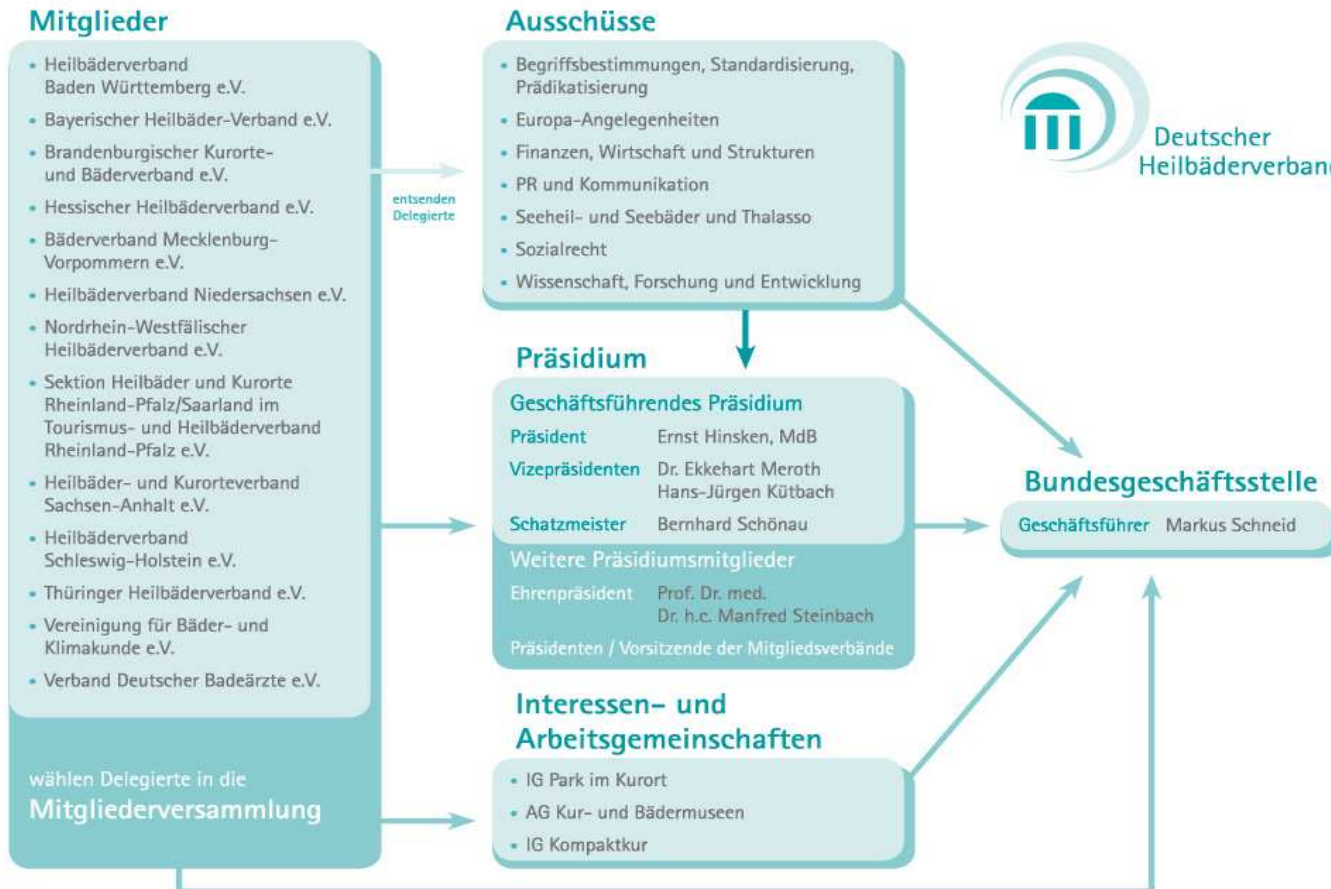 Mitglieder
• Heilbäderverband
Baden Württemberg e.V.
• Bayerischer Heilbäder-Verband e.V.
• Brandenburgischer Kurorte-
und Bäderverband e.V.
• Hessischer Heilbäderverband e.V.
• Bäderverband Mecklenburg-
Vorpommern e.V.
• Heilbäderverband Niedersachsen e.V.
• Nordrhein-Westfälischer
Heilbäderverband e.V.
• Sektion Heilbäder und Kurorte
Rheinland-Pfalz/Saarland im
Tourismus- und Heilbäderverband
Rheinland-Pfalz e.V.
• Heilbäder- und Kurorteverband
Sachsen-Anhalt e.V.
• Heilbäderverband
Schleswig-Holstein e.V.
• Thüringer Heilbäderverband e.V.
• Vereinigung für Bäder- und
Klimakunde e.V.
• Verband Deutscher Badeärzte e.V.
wählen Delegierte in die
Mitgliederversammlung
entsenden
Delegierte
Ausschüsse
• Begriffsbestimmungen, Standardisierung,
Prädikatisierung
• Europa-Angelegenheiten
• Finanzen, Wirtschaft und Strukturen
• PR und Kommunikation
• Seeheil- und Seebäder und Thalasso
• Sozialrecht
• Wissenschaft, Forschung und Entwicklung
Deutscher
Heilbäderverband
Präsidium
Geschäftsführendes Präsidium
Präsident Ernst Hinsken, MdB
Vizepräsidenten Dr. Ekkehart Meroth
Hans-Jürgen Kütbach
Schatzmeister Bernhard Schönau
Weitere Präsidiumsmitglieder
Ehrenpräsident Prof. Dr. med.
Dr. h.c. Manfred Steinbach
Präsidenten / Vorsitzende der Mitgliedsverbände
Interessen- und
Arbeitsgemeinschaften
• IG Park im Kurort
• AG Kur- und Bädermuseen
• IG Kompaktkur
Bundesgeschäftsstelle
Geschäftsführer Markus Schneid